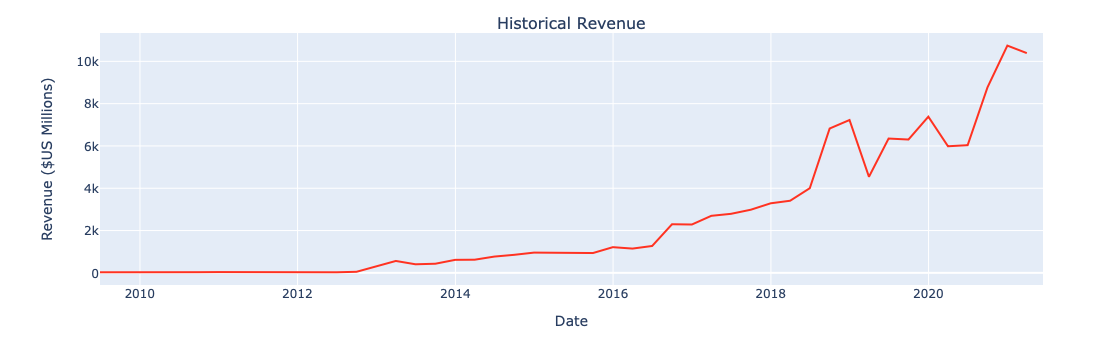 Historical Revenue
Revenue ($US Millions)
10k
8k
6k
4k
2k
0
2010 2012 2014 2016 2018 2020
Date